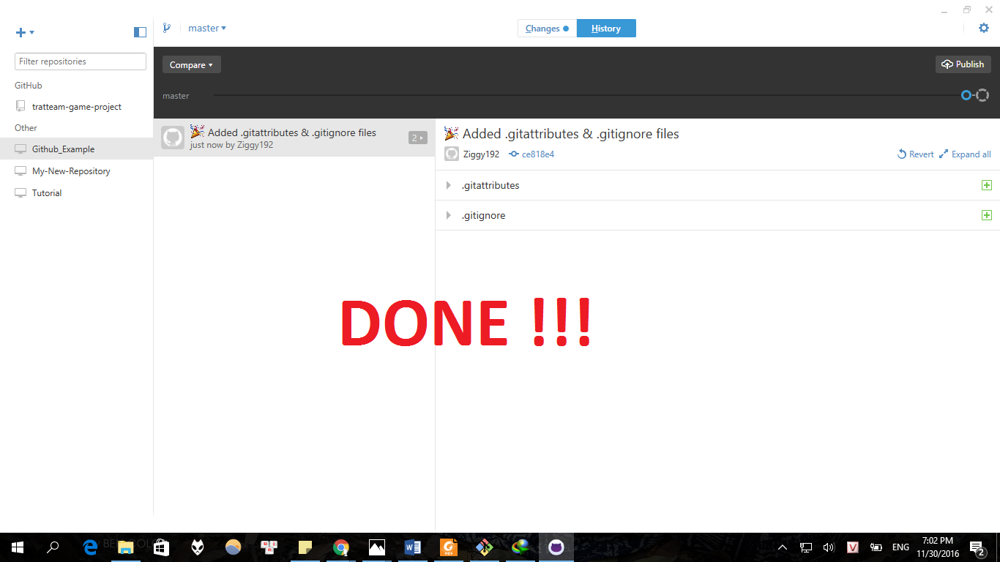 master
Changes
History
Filter repositories
GitHub
tratteam-game-project
Other
Github_Example
My-New-Repository
Tutorial
Compare
Publish
master
Added .gitattributes & .gitignore files
just now by Ziggy192
2
Added .gitattributes & .gitignore files
Ziggy192
ce818e4
Revert
Expand all
.gitattributes
.gitignore
DONE !!!
PDF
V
ENG
7:02 PM
11/30/2016
2